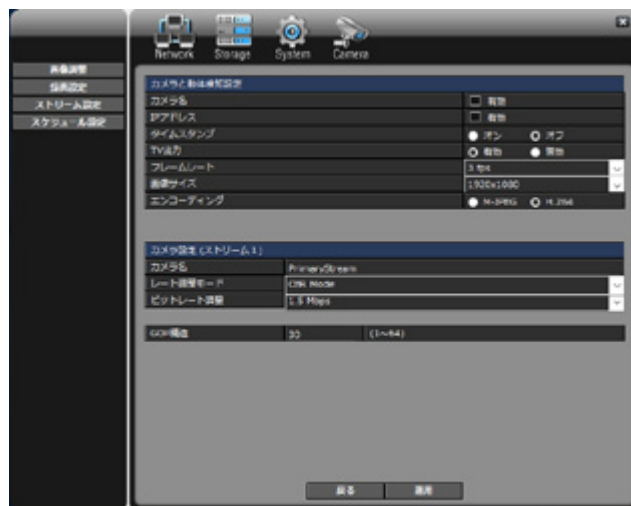 Network Storage System Camera
画像調整
録画設定
ストリーム設定
スケジュール設定
カメラと動体検知設定
カメラ名 有効
IPアドレス 有効
タイムスタンプ オン オフ
TV出力 有効 無効
フレームレート 3 fps
画像サイズ 1920x1080
エンコーディング M-JPEG H.264
カメラ設定 (ストリーム1)
カメラ名 PrimaryStream
レート調整モード CBR Mode
ビットレート調整 1.5 Mbps
GOP構造 30 (1~64)
戻る 適用